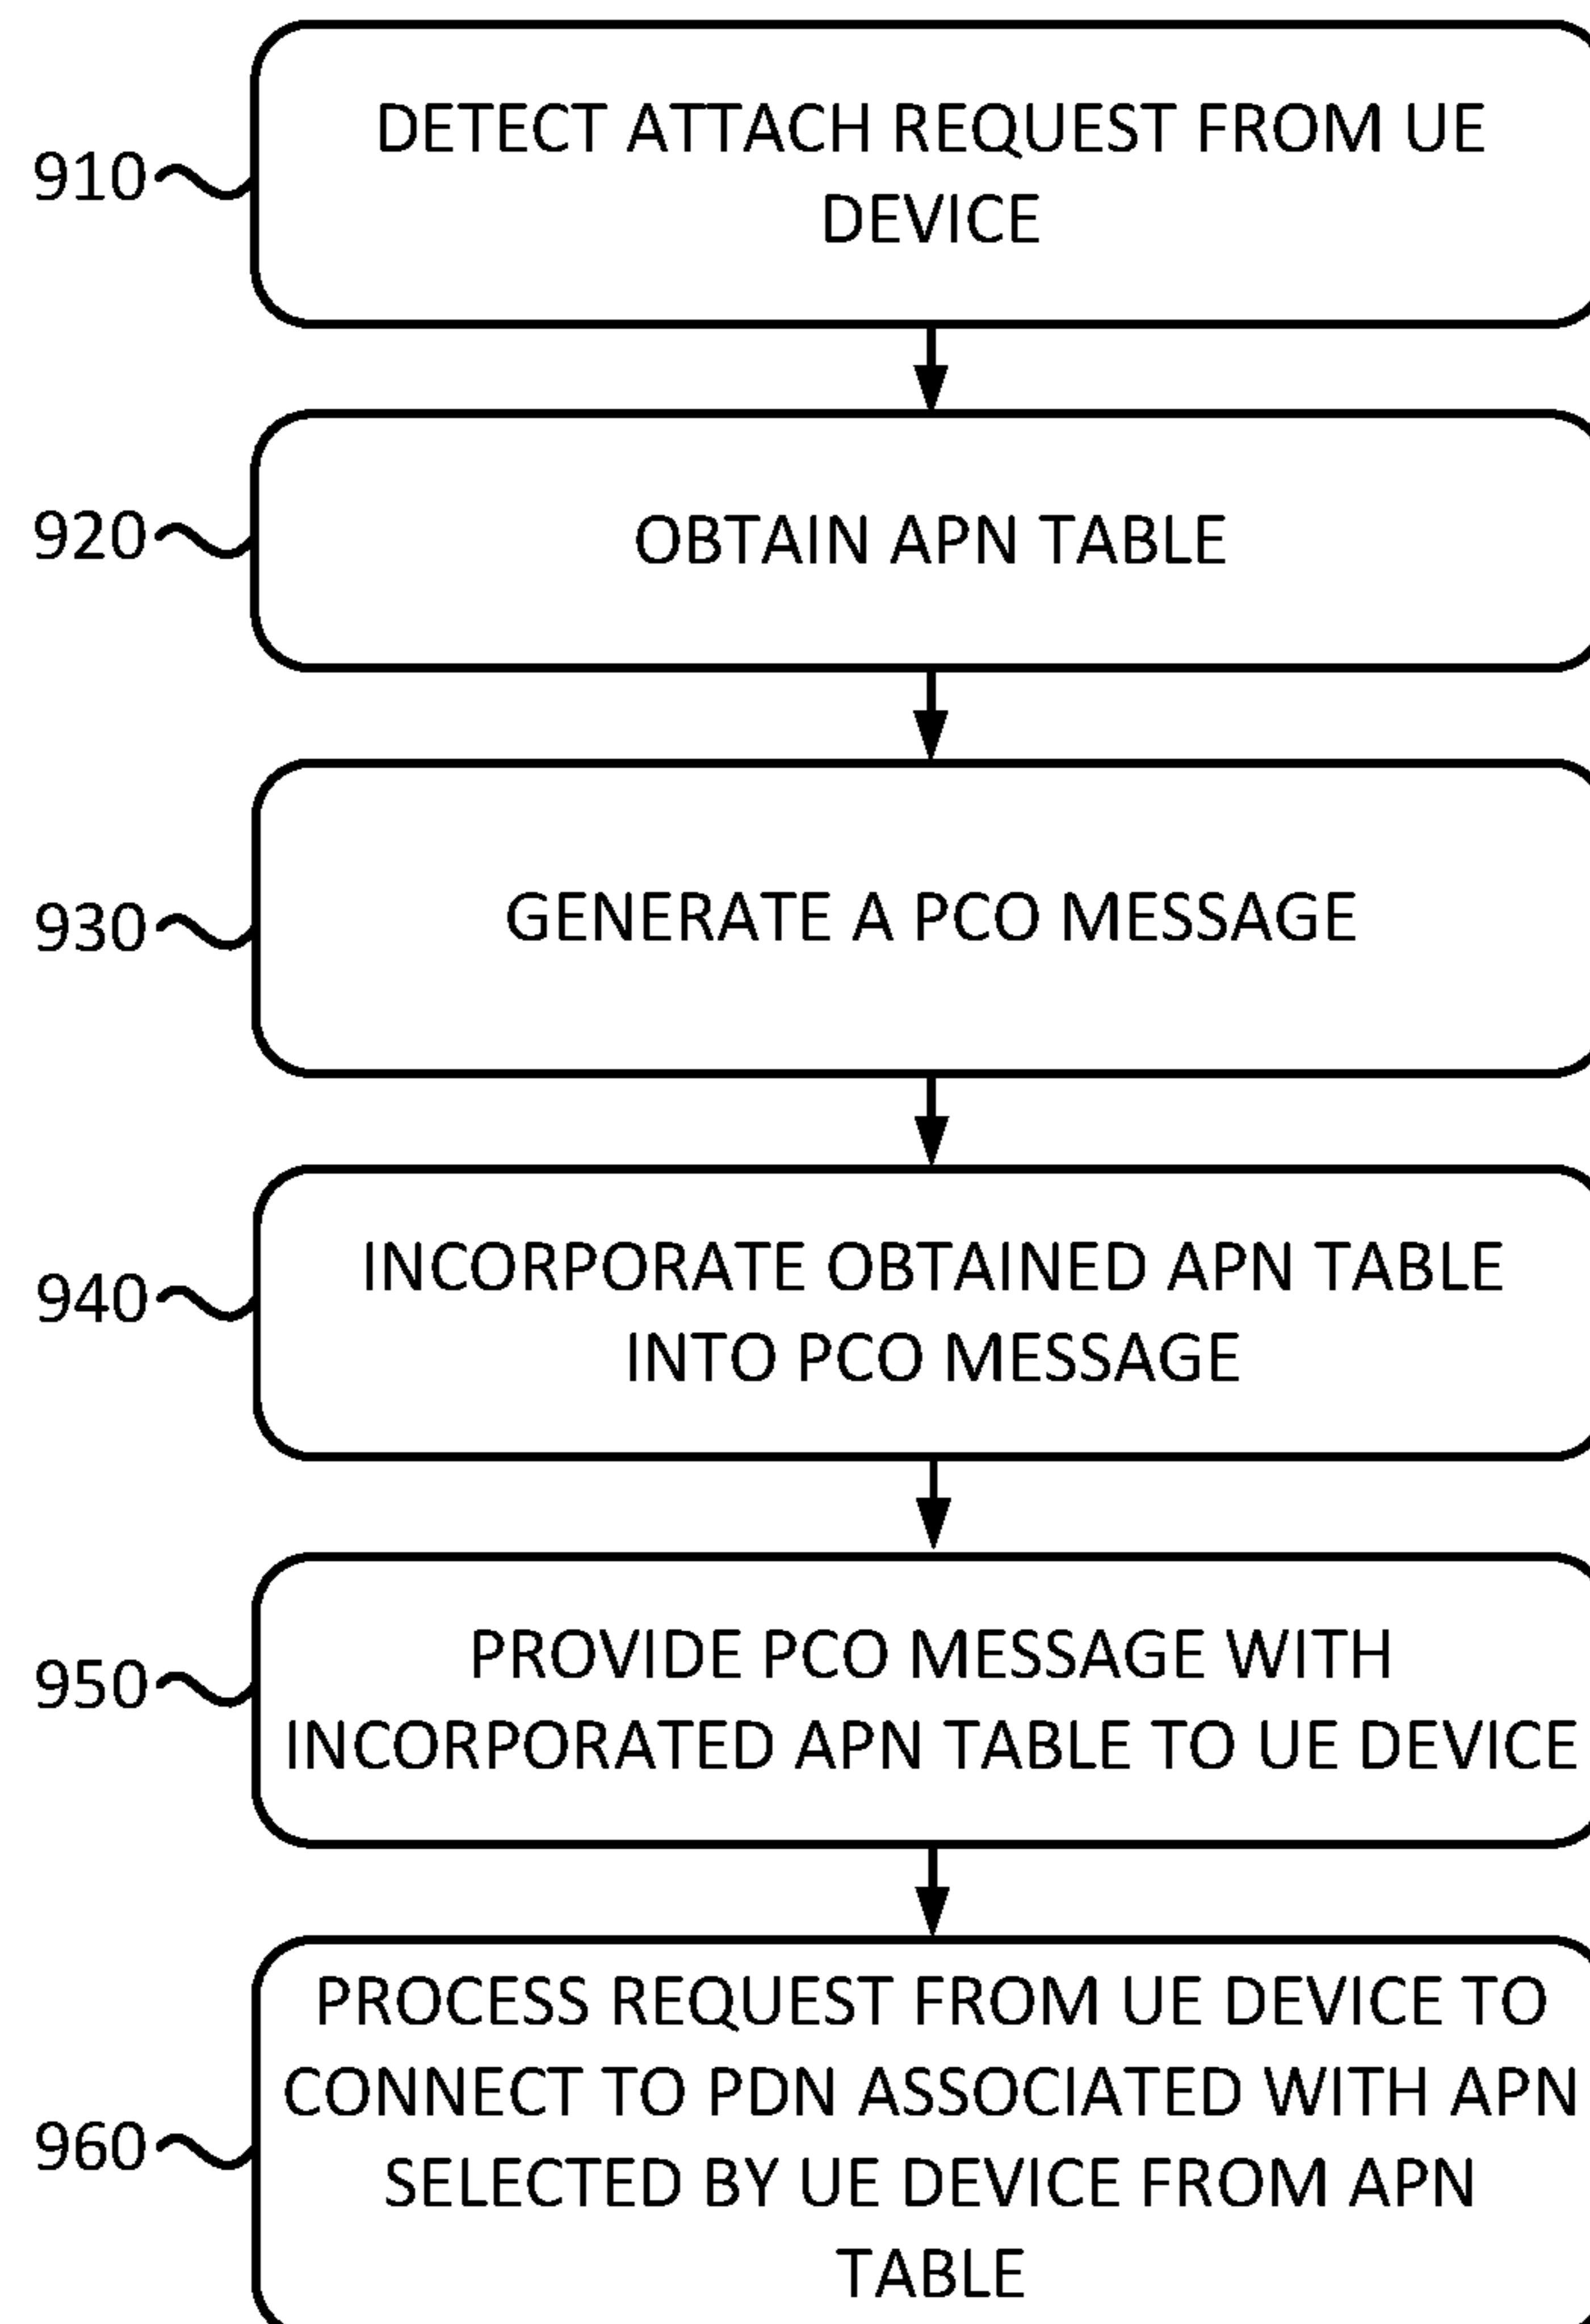 910
DETECT ATTACH REQUEST FROM UE
DEVICE
920
OBTAIN APN TABLE
930
GENERATE A PCO MESSAGE
940
INCORPORATE OBTAINED APN TABLE
INTO PCO MESSAGE
950
PROVIDE PCO MESSAGE WITH
INCORPORATED APN TABLE TO UE DEVICE
960
PROCESS REQUEST FROM UE DEVICE TO
CONNECT TO PDN ASSOCIATED WITH APN
SELECTED BY UE DEVICE FROM APN
TABLE